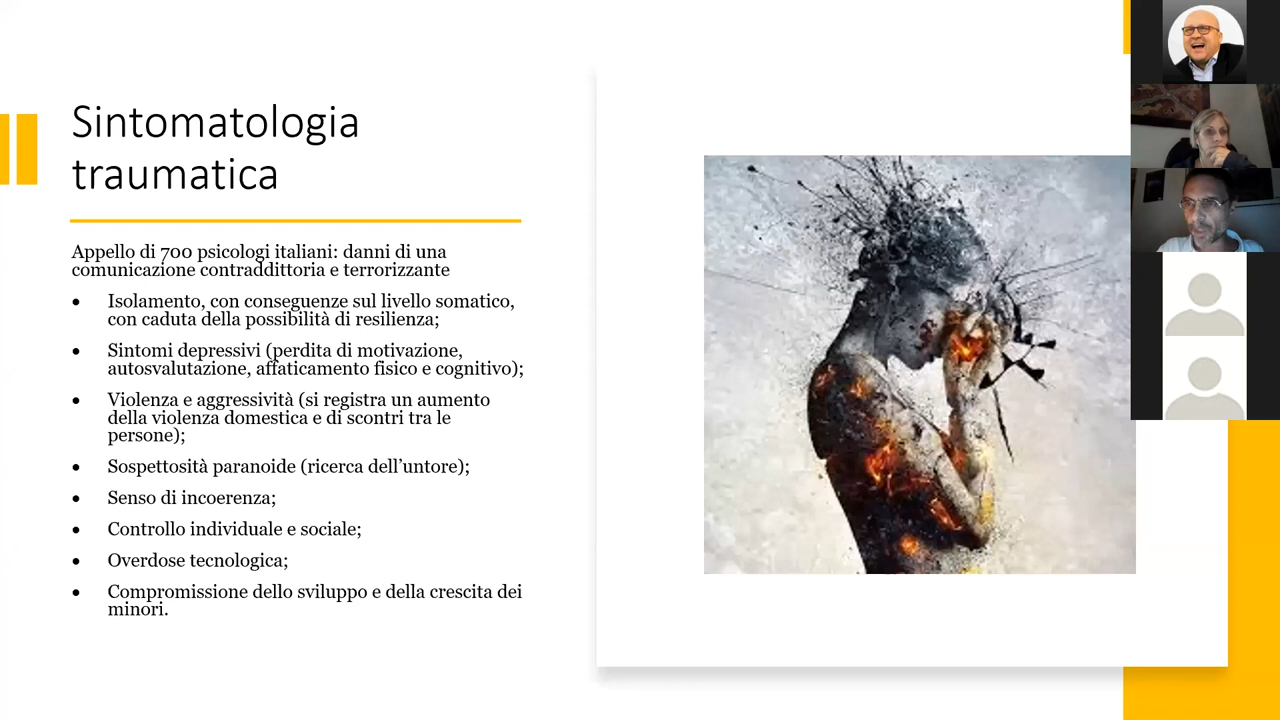 Sintomatologia
traumatica
Appello di 700 psicologi italiani: danni di una
comunicazione contraddittoria e terrorizzante
• Isolamento, con conseguenze sul livello somatico,
con caduta della possibilità di resilienza;
• Sintomi depressivi (perdita di motivazione,
autosvalutazione, affaticamento fisico e cognitivo);
• Violenza e aggressività (si registra un aumento
della violenza domestica e di scontri tra le
persone);
• Sospettosità paranoide (ricerca dell’untore);
• Senso di incoerenza;
• Controllo individuale e sociale;
• Overdose tecnologica;
• Compromissione dello sviluppo e della crescita dei
minori.